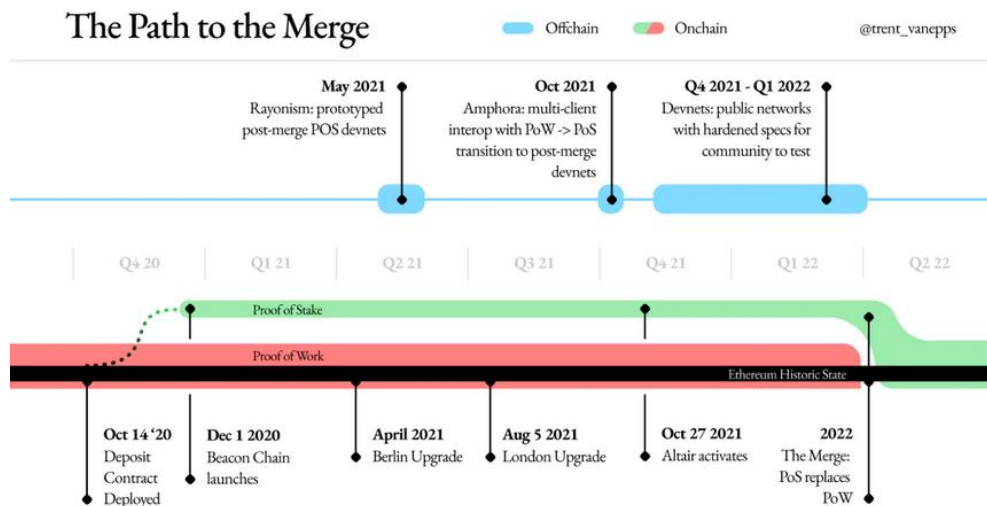 The Path to the Merge
Offchain
Onchain
@trent_vanepps
May 2021
Rayonism: prototyped
post-merge POS devnets
Oct 2021
Amphora: multi-client
interop with PoW -> PoS
transition to post-merge
devnets
Q4 2021 - Q1 2022
Devnets: public networks
with hardened specs for
community to test
Q4 20
Q1 21
Q2 21
Q3 21
Q4 21
Q1 22
Q2 22
Proof of Stake
Proof of Work
Ethereum Historic State
Oct 14 ‘20
Deposit
Contract
Deployed
Dec 1 2020
Beacon Chain
launches
April 2021
Berlin Upgrade
Aug 5 2021
London Upgrade
Oct 27 2021
Altair activates
2022
The Merge:
PoS replaces
PoW